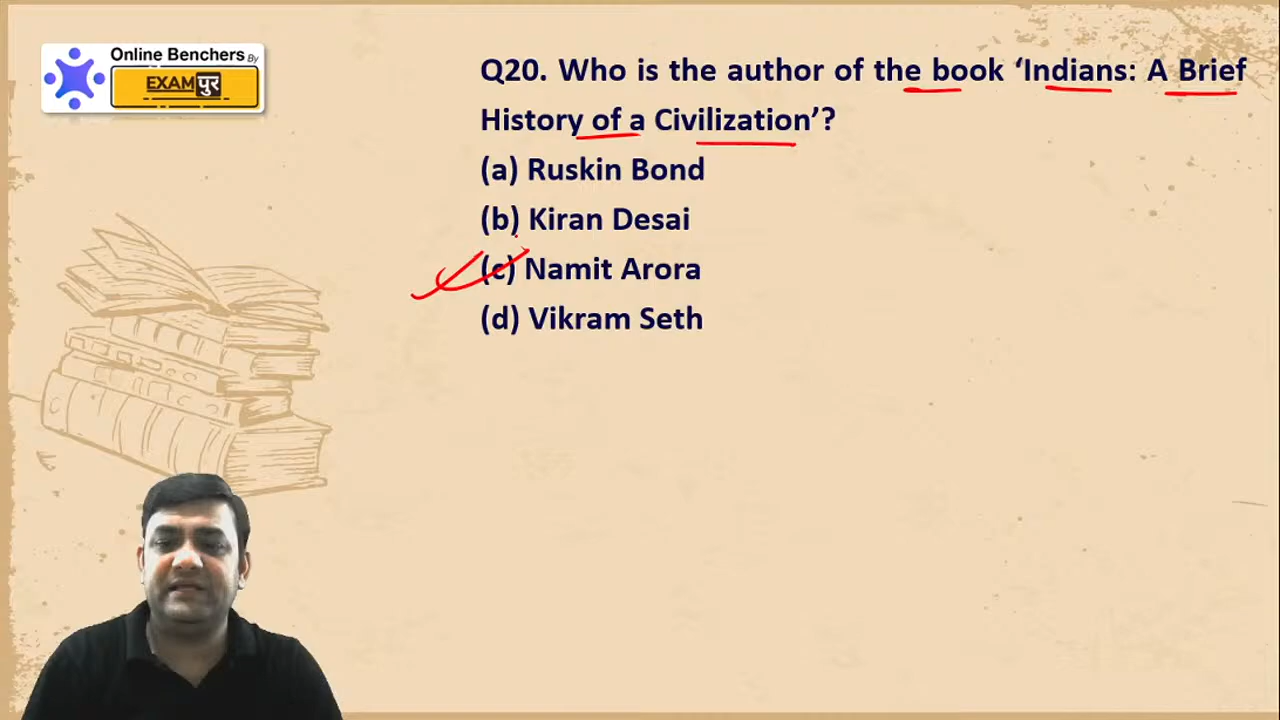 Online Benchers By
EXAMपुर
Q20. Who is the author of the book ‘Indians: A Brief
History of a Civilization’?
(a) Ruskin Bond
(b) Kiran Desai
(c) Namit Arora
(d) Vikram Seth